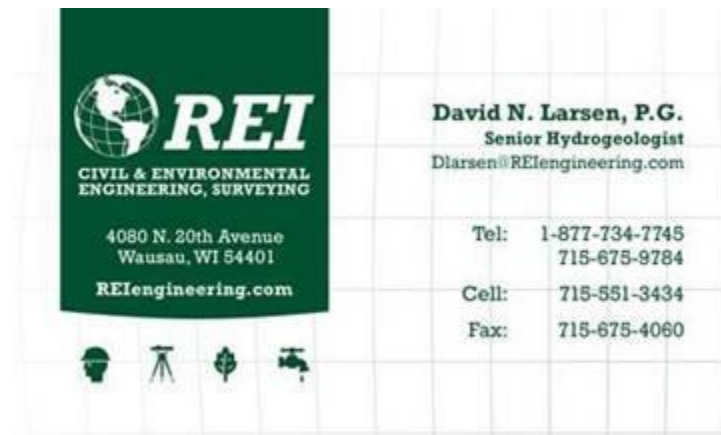 REI
CIVIL & ENVIRONMENTAL
ENGINEERING, SURVEYING
4080 N. 20th Avenue
Wausau, WI 54401
REIengineering.com
David N. Larsen, P.G.
Senior Hydrogeologist
Dlarsen@REIengineering.com
Tel: 1-877-734-7745
715-675-9784
Cell: 715-551-3434
Fax: 715-675-4060